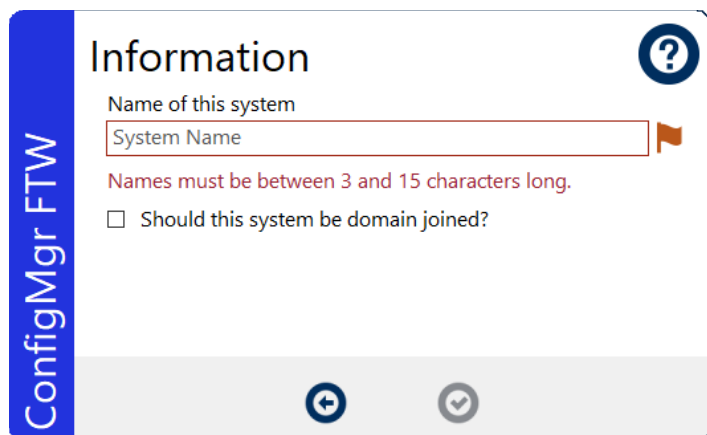 ConfigMgr FTW
Information
Name of this system
System Name
Names must be between 3 and 15 characters long.
Should this system be domain joined?